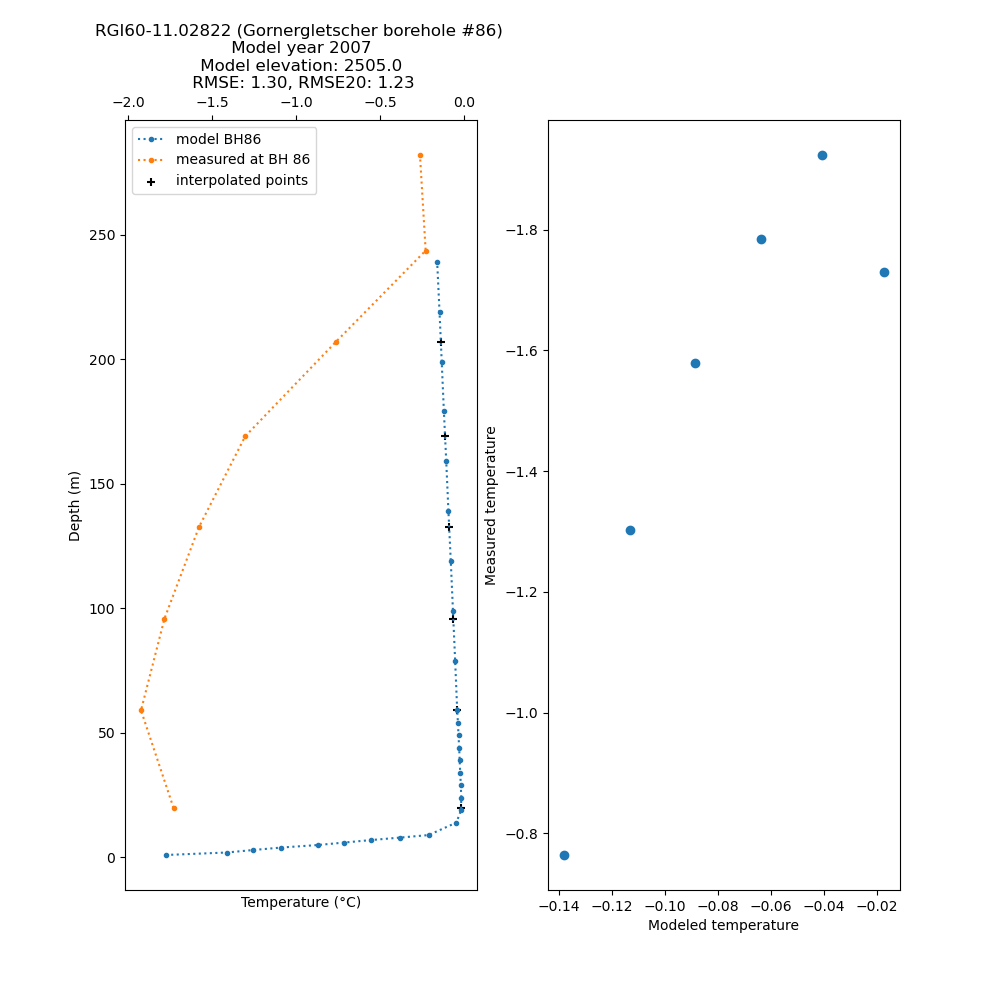 RGI60-11.02822 (Gornergletscher borehole #86)
Model year 2007
Model elevation: 2505.0
RMSE: 1.30, RMSE20: 1.23
−2.0 −1.5 −1.0 −0.5 0.0
model BH86
measured at BH 86
interpolated points
250
200
150
100
50
0
Depth (m)
Temperature (°C)
−1.8
−1.6
−1.4
−1.2
−1.0
−0.8
Measured temperature
−0.14 −0.12 −0.10 −0.08 −0.06 −0.04 −0.02
Modeled temperature